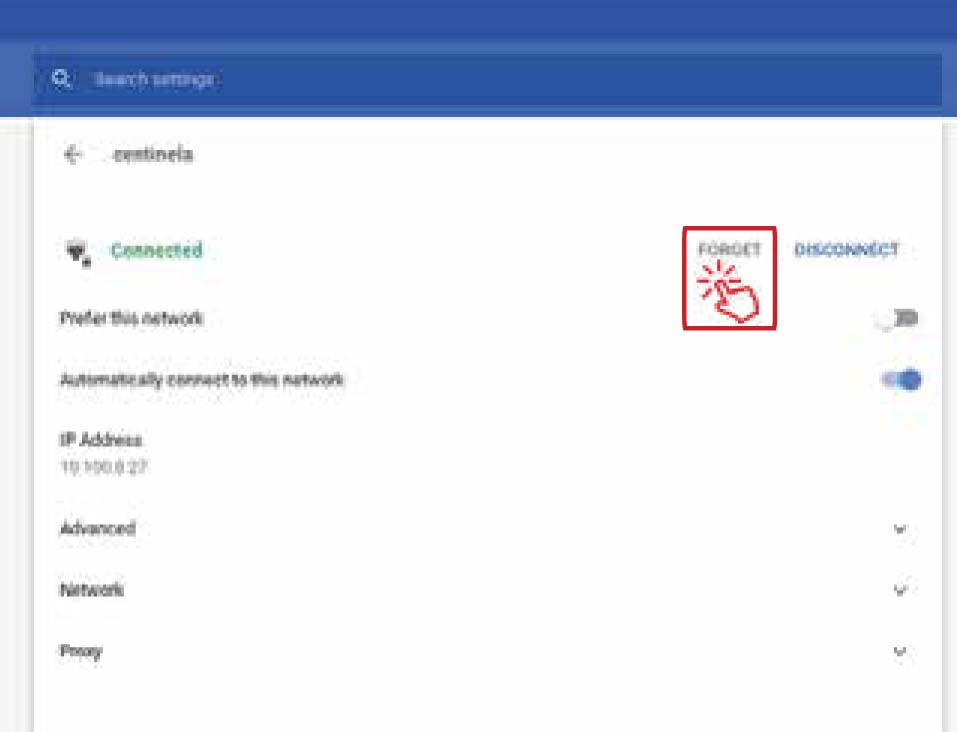 Search settings
centinela
Connected
FORGET
DISCONNECT
Prefer this network
Automatically connect to this network
IP Address
10.100.8.27
Advanced
Network
Proxy